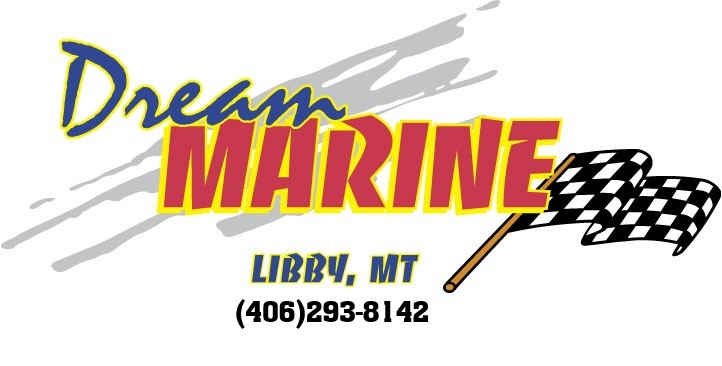 Dream
MARINE
LIBBY, MT
(406)293-8142